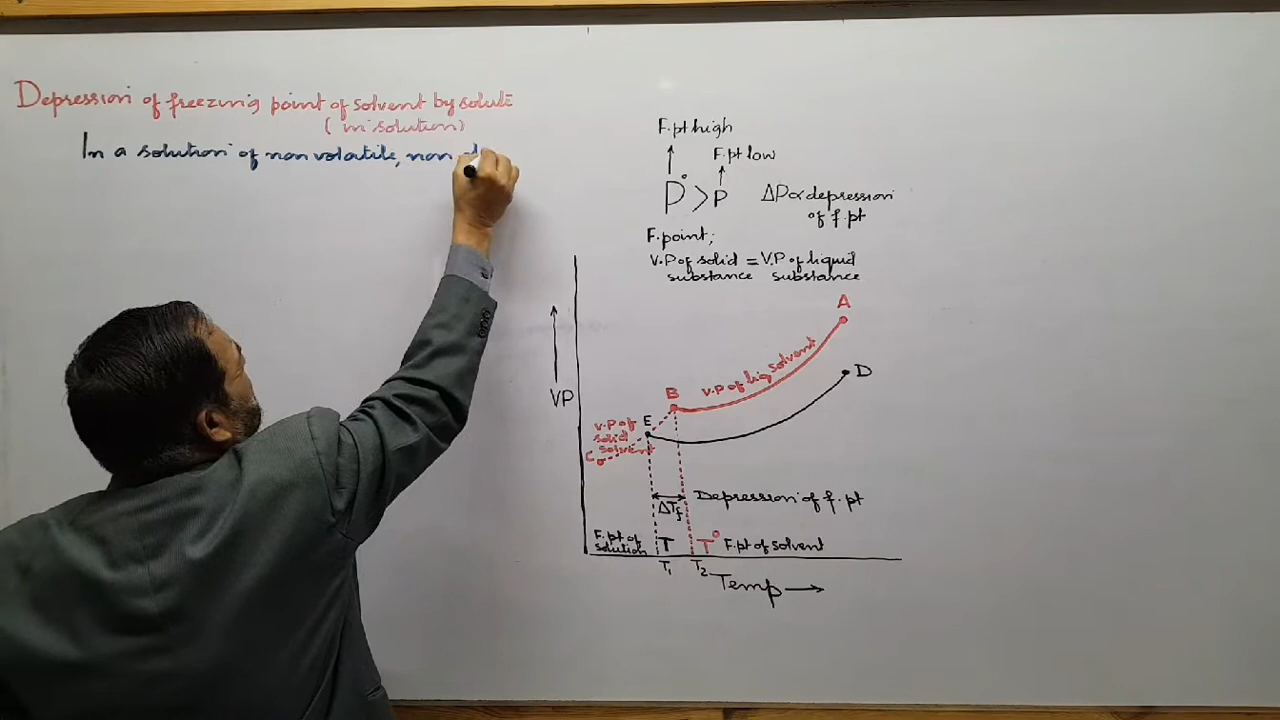 Depression of freezing point of solvent by solute
(in solution)
In a solution of non volatile, non
F.pt high
F.pt low
P° > P ΔP∝depression
of f.pt
F.point;
V.P of solid = V.P of liquid
substance substance
A
V.P of liq solvent
D
B
E
V.P of
solid
solvent
C
VP
Depression of f.pt
ΔTf
F.pt of
solution
T
T° F.pt of solvent
T1
T2
Temp